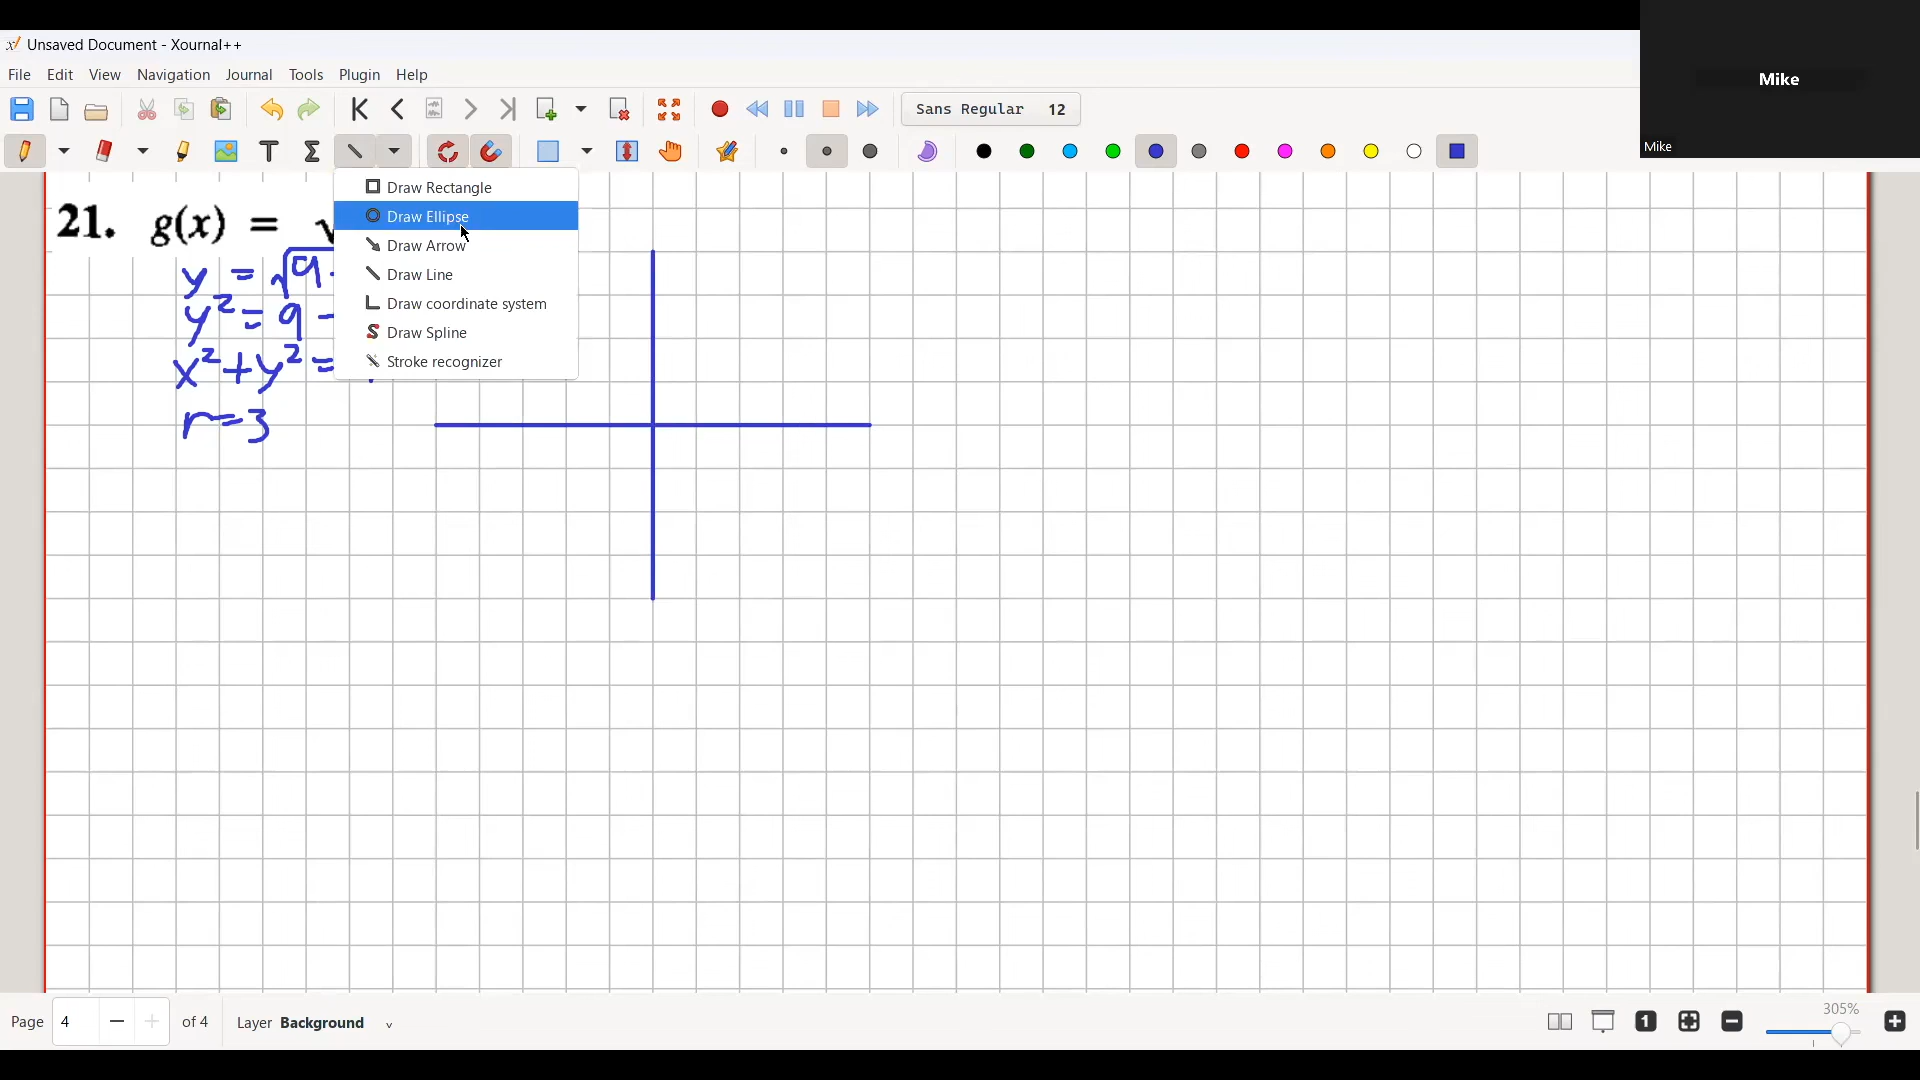 Unsaved Document - Xournal++
File Edit View Navigation Journal Tools Plugin Help
Sans Regular 12
Mike
Mike
Draw Rectangle
Draw Ellipse
Draw Arrow
Draw Line
Draw coordinate system
Draw Spline
Stroke recognizer
21. g(x) = √
y = √9 -
y² = 9 -
x² + y² =
r = 3
Page 4 of 4 Layer Background
305%